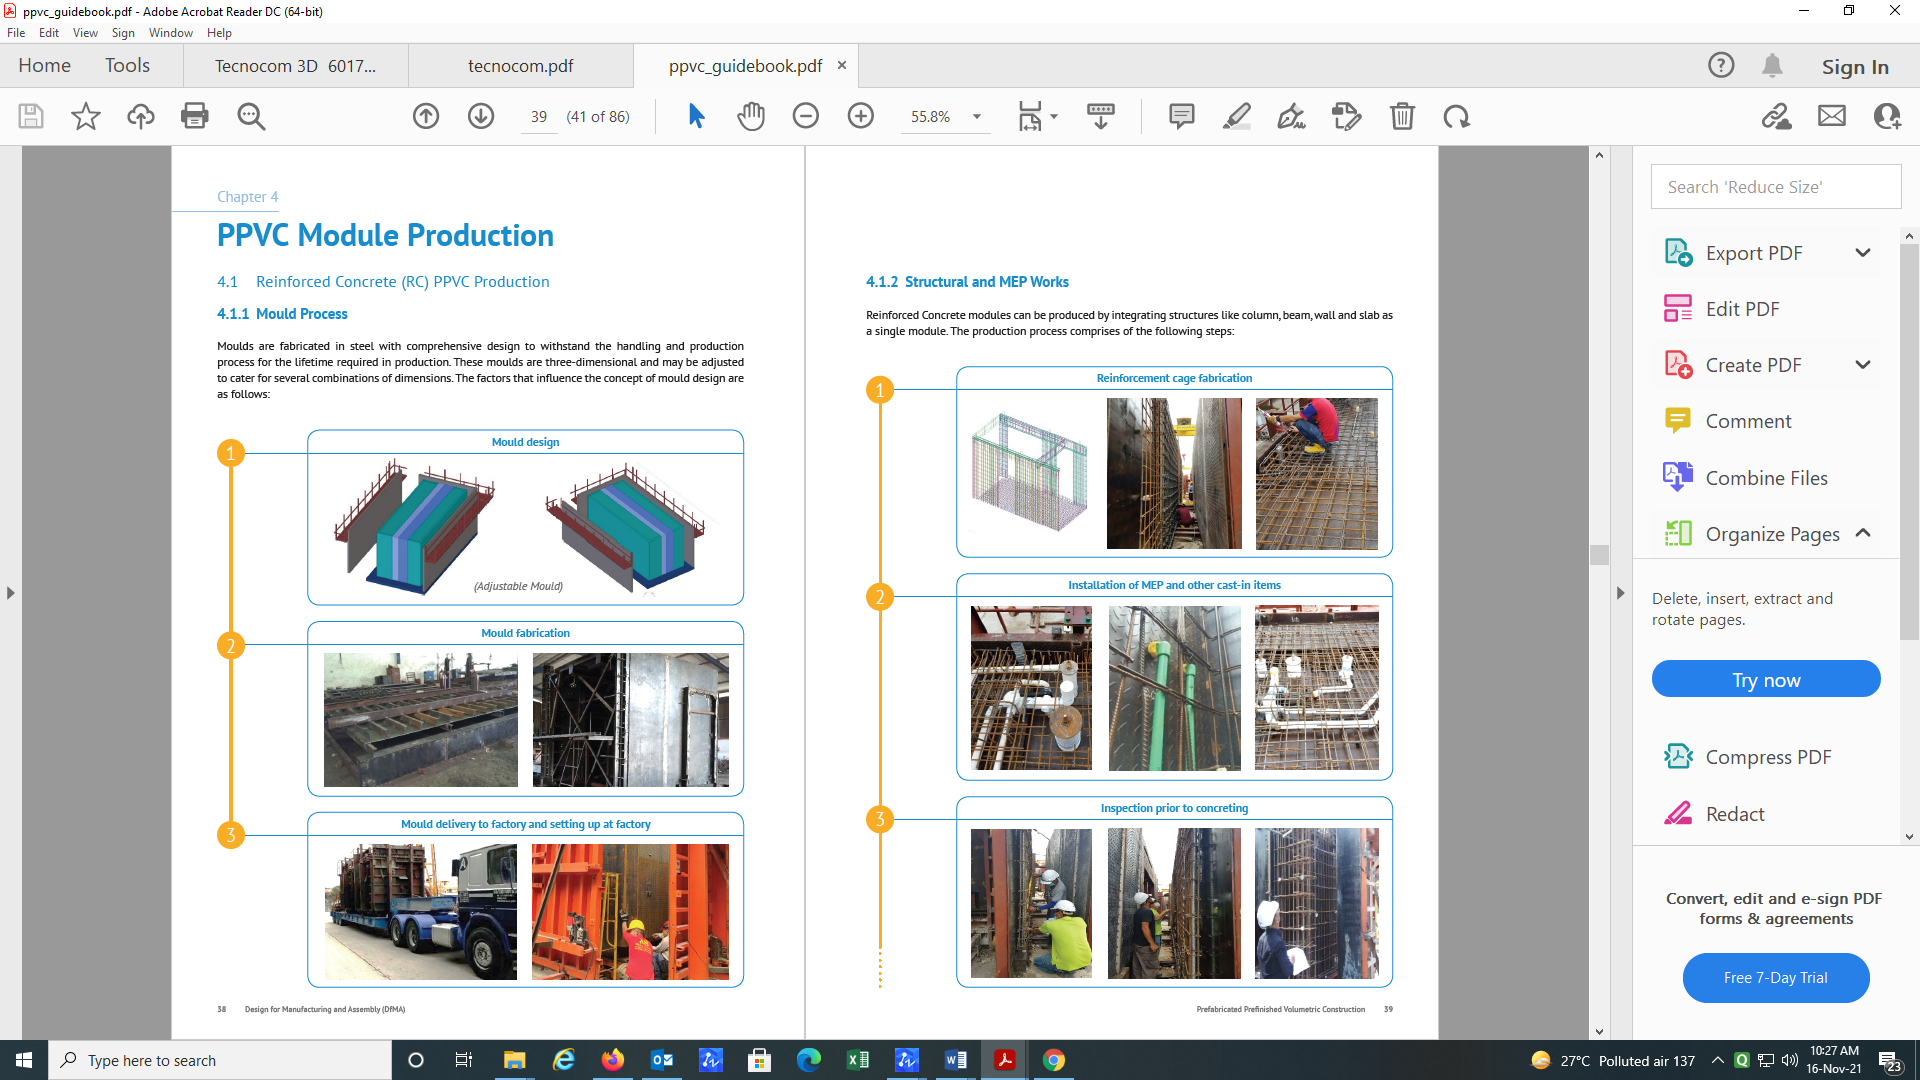 ppvc_guidebook.pdf - Adobe Acrobat Reader DC (64-bit)
File Edit View Sign Window Help
Home Tools Tecnocom 3D 6017... tecnocom.pdf ppvc_guidebook.pdf × Sign In
39 (41 of 86) 55.8%
Chapter 4
PPVC Module Production
4.1 Reinforced Concrete (RC) PPVC Production
4.1.1 Mould Process
Moulds are fabricated in steel with comprehensive design to withstand the handling and production
process for the lifetime required in production. These moulds are three-dimensional and may be adjusted
to cater for several combinations of dimensions. The factors that influence the concept of mould design are
as follows:
1
Mould design
(Adjustable Mould)
2
Mould fabrication
3
Mould delivery to factory and setting up at factory
38 Design for Manufacturing and Assembly (DfMA)
4.1.2 Structural and MEP Works
Reinforced Concrete modules can be produced by integrating structures like column, beam, wall and slab as
a single module. The production process comprises of the following steps:
1
Reinforcement cage fabrication
2
Installation of MEP and other cast-in items
3
Inspection prior to concreting
Prefabricated Prefinished Volumetric Construction 39
Search 'Reduce Size'
Export PDF
Edit PDF
Create PDF
Comment
Combine Files
Organize Pages
Delete, insert, extract and
rotate pages.
Try now
Compress PDF
Redact
Convert, edit and e-sign PDF
forms & agreements
Free 7-Day Trial
Type here to search
27°C Polluted air 137
10:27 AM
16-Nov-21
23